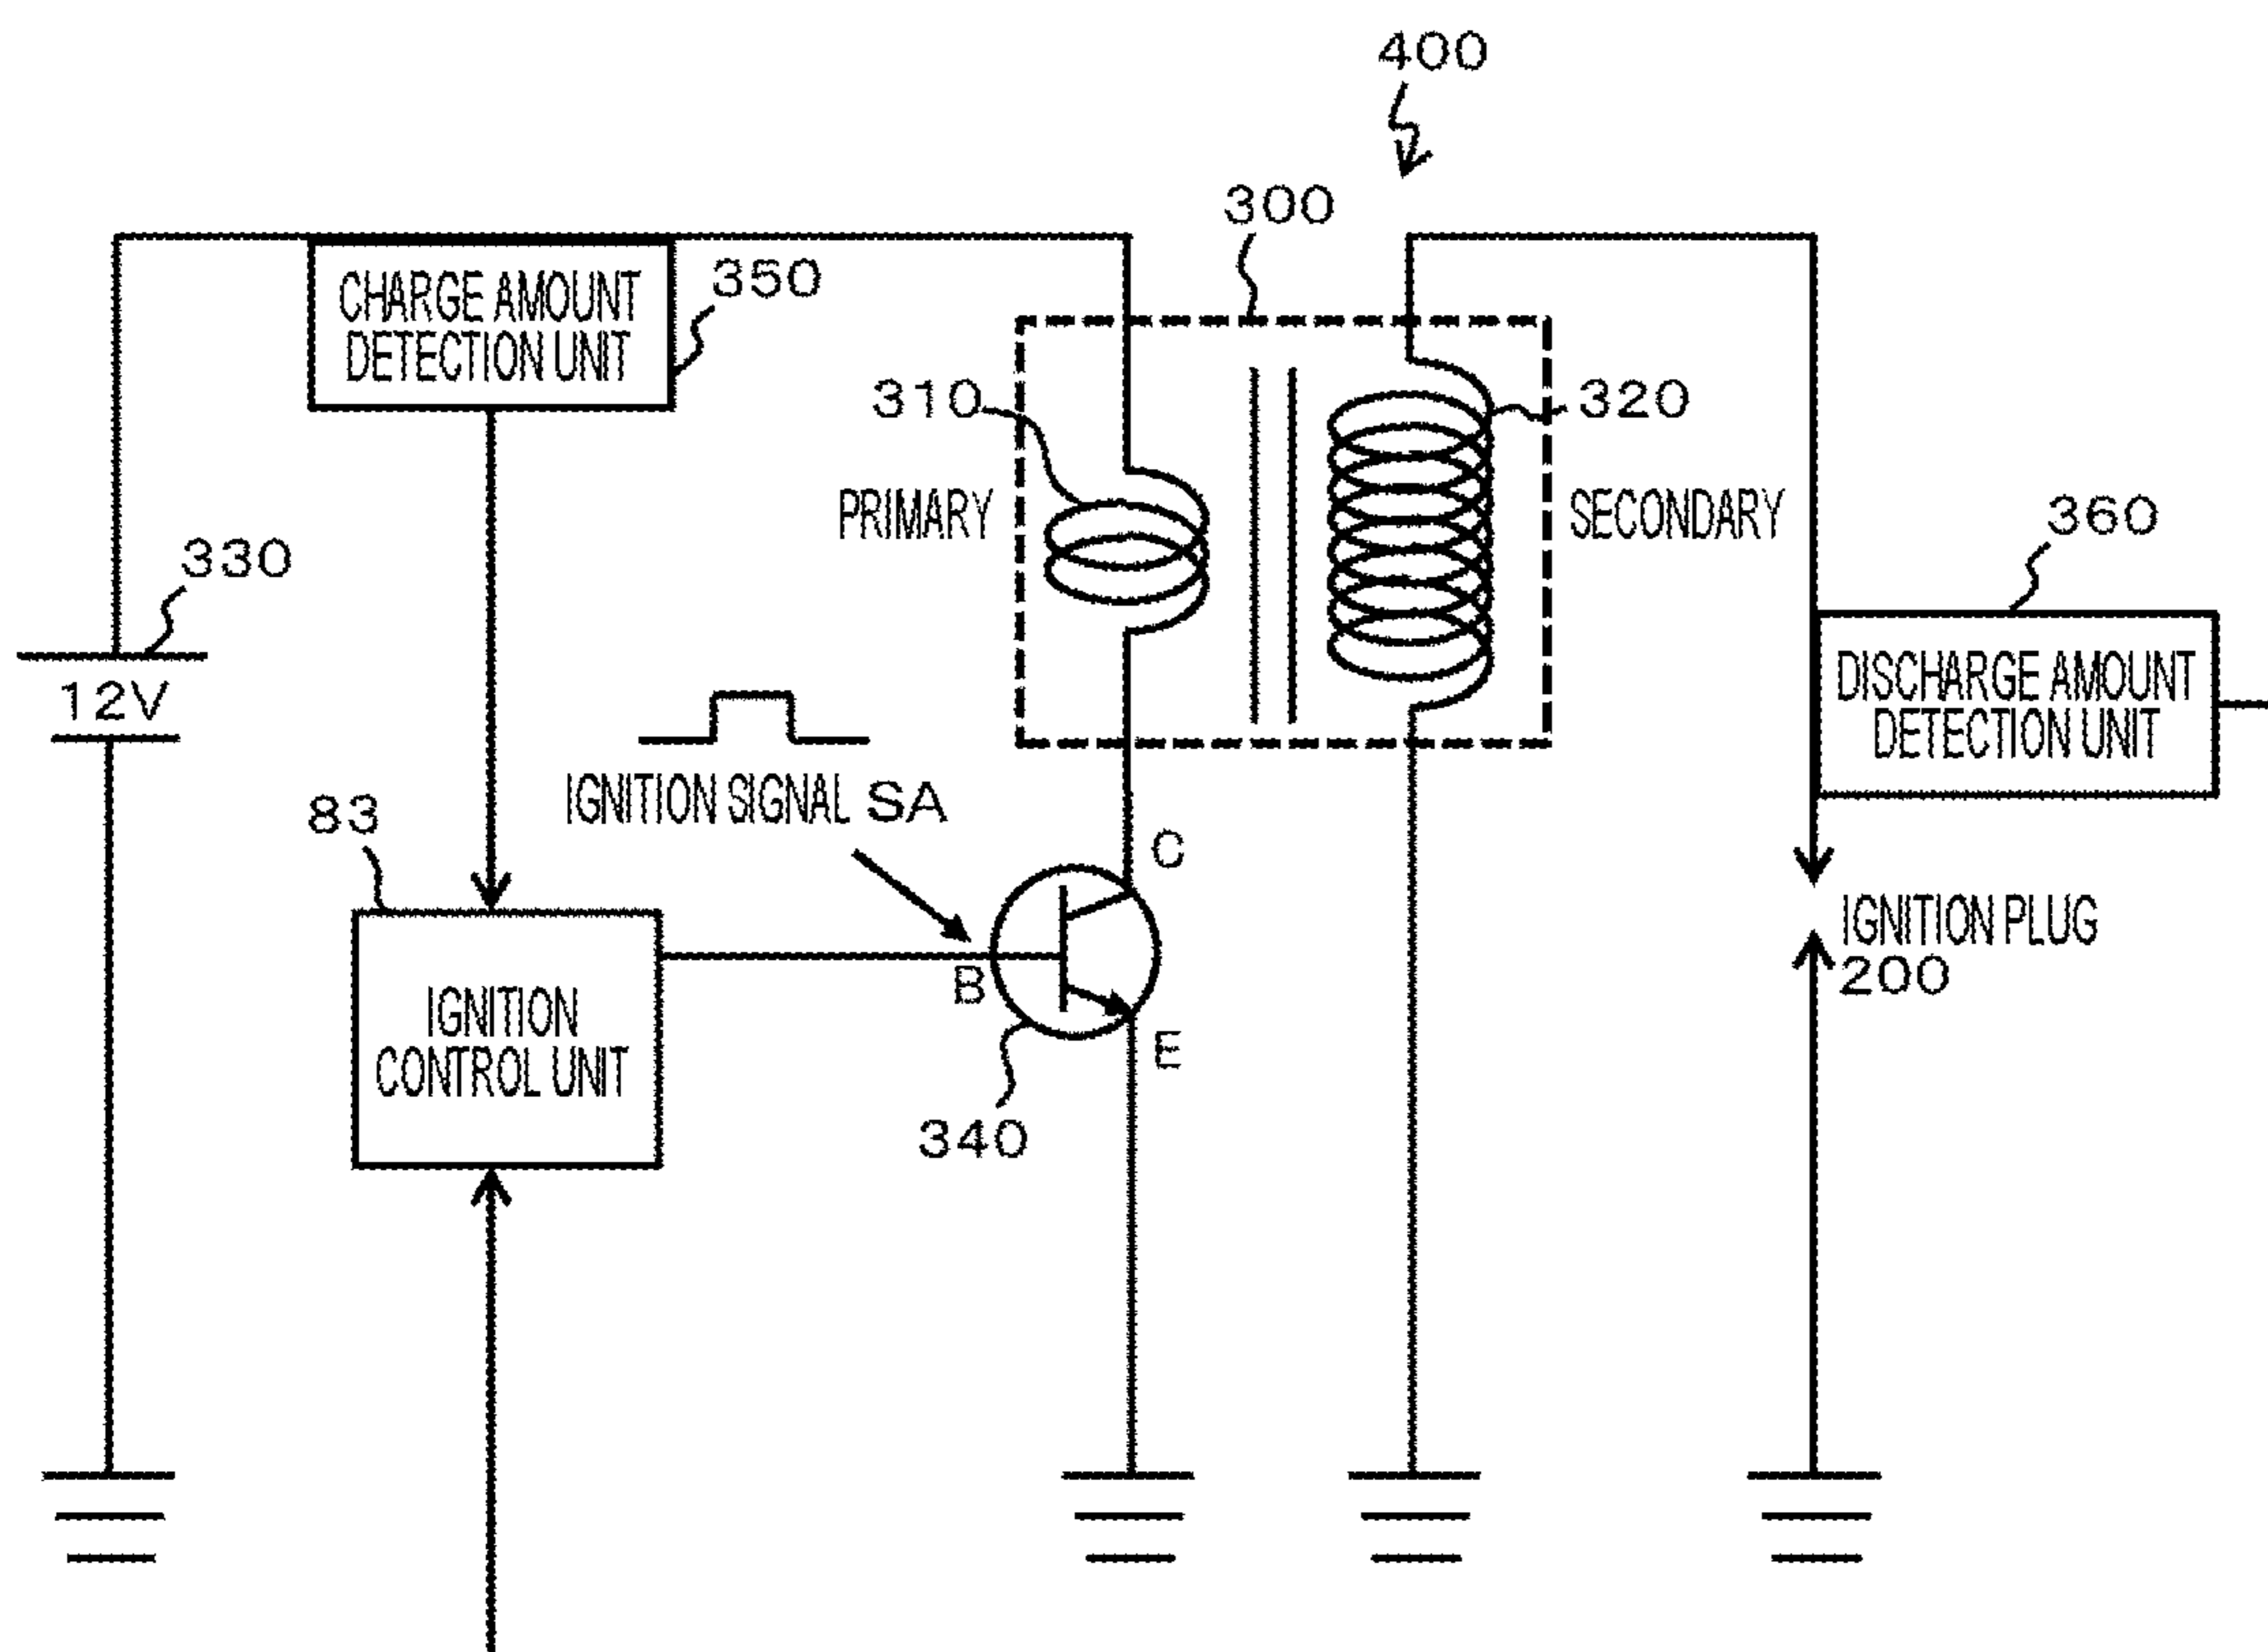 400
300
CHARGE AMOUNT
DETECTION UNIT
350
310
320
PRIMARY
SECONDARY
360
330
12V
DISCHARGE AMOUNT
DETECTION UNIT
83
IGNITION SIGNAL SA
C
IGNITION PLUG
200
B
IGNITION
CONTROL UNIT
E
340